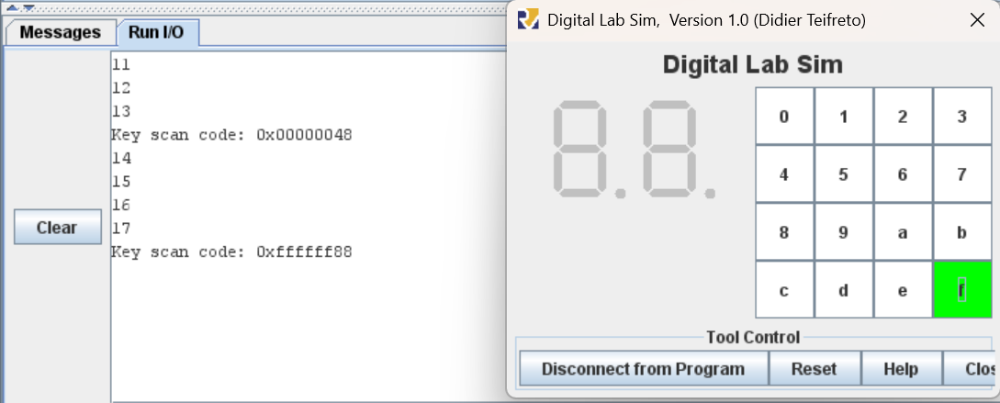 Messages Run I/O
11
12
13
Key scan code: 0x00000048
14
15
16
17
Key scan code: 0xffffff88
Clear
Digital Lab Sim, Version 1.0 (Didier Teifreto)
Digital Lab Sim
8.8.
0 1 2 3
4 5 6 7
8 9 a b
c d e f
Tool Control
Disconnect from Program Reset Help Clos